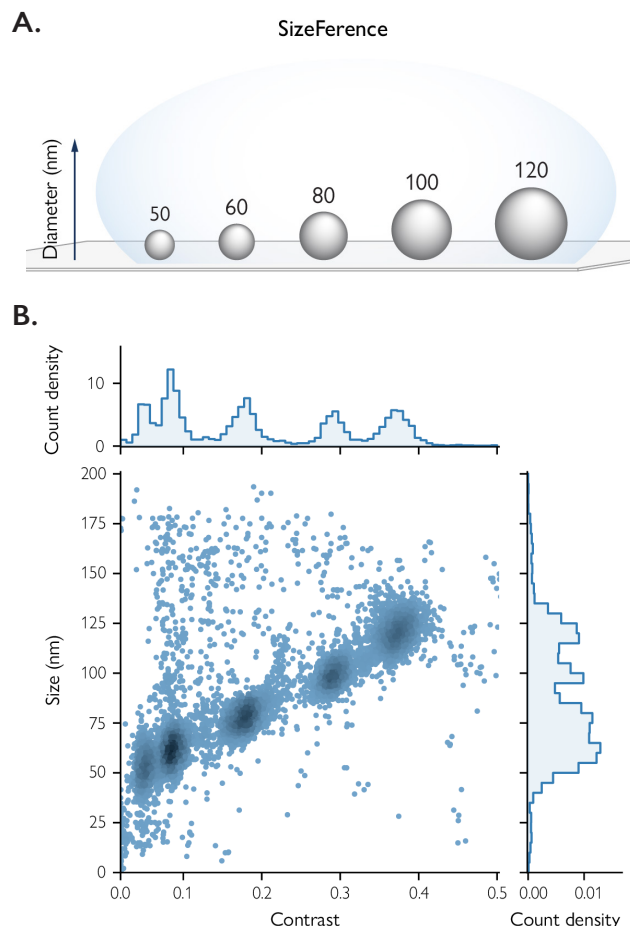 A.
SizeFerence
Diameter (nm)
50
60
80
100
120
B.
Count density
10
0
Size (nm)
200
175
150
125
100
75
50
25
0
0.0 0.1 0.2 0.3 0.4 0.5
Contrast
0.00 0.01
Count density